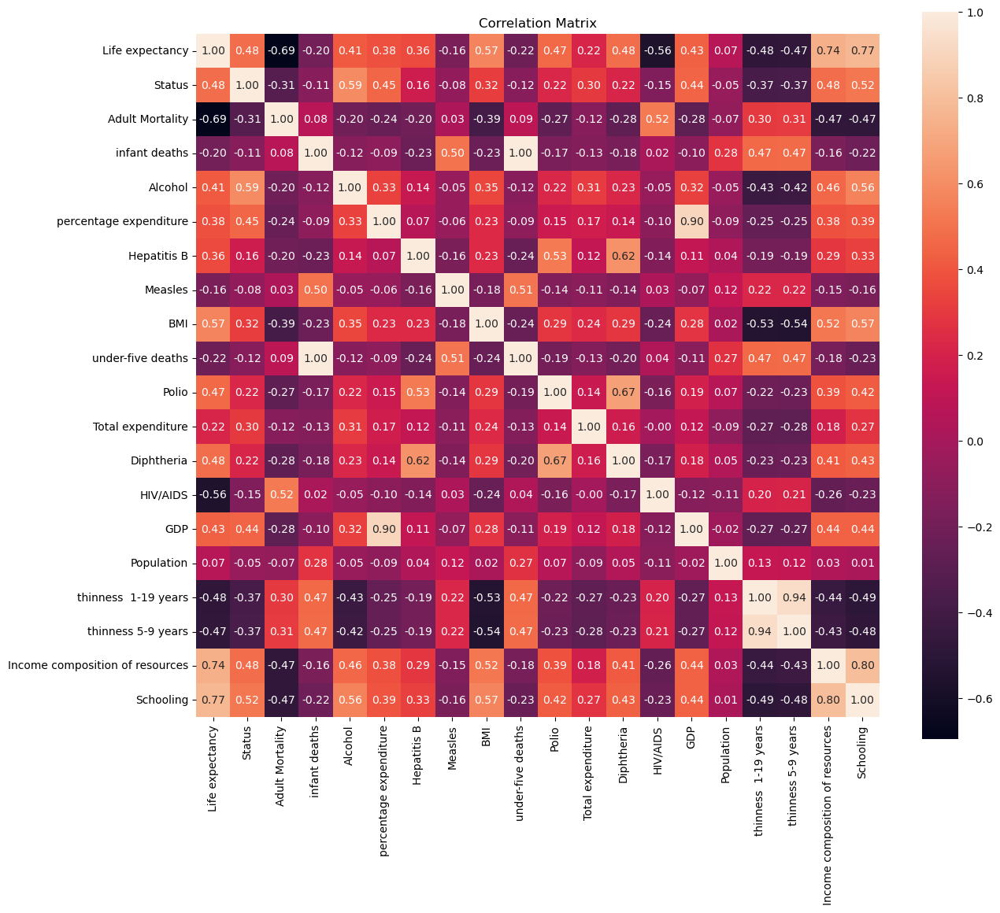 Correlation Matrix
Life expectancy 1.00 0.48 -0.69 -0.20 0.41 0.38 0.36 -0.16 0.57 -0.22 0.47 0.22 0.48 -0.56 0.43 0.07 -0.48 -0.47 0.74 0.77
Status 0.48 1.00 -0.31 -0.11 0.59 0.45 0.16 -0.08 0.32 -0.12 0.22 0.30 0.22 -0.15 0.44 -0.05 -0.37 -0.37 0.48 0.52
Adult Mortality -0.69 -0.31 1.00 0.08 -0.20 -0.24 -0.20 0.03 -0.39 0.09 -0.27 -0.12 -0.28 0.52 -0.28 -0.07 0.30 0.31 -0.47 -0.47
infant deaths -0.20 -0.11 0.08 1.00 -0.12 -0.09 -0.23 0.50 -0.23 1.00 -0.17 -0.13 -0.18 0.02 -0.10 0.28 0.47 0.47 -0.16 -0.22
Alcohol 0.41 0.59 -0.20 -0.12 1.00 0.33 0.14 -0.05 0.35 -0.12 0.22 0.31 0.23 -0.05 0.32 -0.05 -0.43 -0.42 0.46 0.56
percentage expenditure 0.38 0.45 -0.24 -0.09 0.33 1.00 0.07 -0.06 0.23 -0.09 0.15 0.17 0.14 -0.10 0.90 -0.09 -0.25 -0.25 0.38 0.39
Hepatitis B 0.36 0.16 -0.20 -0.23 0.14 0.07 1.00 -0.16 0.23 -0.24 0.53 0.12 0.62 -0.14 0.11 0.04 -0.19 -0.19 0.29 0.33
Measles -0.16 -0.08 0.03 0.50 -0.05 -0.06 -0.16 1.00 -0.18 0.51 -0.14 -0.11 -0.14 0.03 -0.07 0.12 0.22 0.22 -0.15 -0.16
BMI 0.57 0.32 -0.39 -0.23 0.35 0.23 0.23 -0.18 1.00 -0.24 0.29 0.24 0.29 -0.24 0.28 0.02 -0.53 -0.54 0.52 0.57
under-five deaths -0.22 -0.12 0.09 1.00 -0.12 -0.09 -0.24 0.51 -0.24 1.00 -0.19 -0.13 -0.20 0.04 -0.11 0.27 0.47 0.47 -0.18 -0.23
Polio 0.47 0.22 -0.27 -0.17 0.22 0.15 0.53 -0.14 0.29 -0.19 1.00 0.14 0.67 -0.16 0.19 0.07 -0.22 -0.23 0.39 0.42
Total expenditure 0.22 0.30 -0.12 -0.13 0.31 0.17 0.12 -0.11 0.24 -0.13 0.14 1.00 0.16 -0.00 0.12 -0.09 -0.27 -0.28 0.18 0.27
Diphtheria 0.48 0.22 -0.28 -0.18 0.23 0.14 0.62 -0.14 0.29 -0.20 0.67 0.16 1.00 -0.17 0.18 0.05 -0.23 -0.23 0.41 0.43
HIV/AIDS -0.56 -0.15 0.52 0.02 -0.05 -0.10 -0.14 0.03 -0.24 0.04 -0.16 -0.00 -0.17 1.00 -0.12 -0.11 0.20 0.21 -0.26 -0.23
GDP 0.43 0.44 -0.28 -0.10 0.32 0.90 0.11 -0.07 0.28 -0.11 0.19 0.12 0.18 -0.12 1.00 -0.02 -0.27 -0.27 0.44 0.44
Population 0.07 -0.05 -0.07 0.28 -0.05 -0.09 0.04 0.12 0.02 0.27 0.07 -0.09 0.05 -0.11 -0.02 1.00 0.13 0.12 0.03 0.01
thinness  1-19 years -0.48 -0.37 0.30 0.47 -0.43 -0.25 -0.19 0.22 -0.53 0.47 -0.22 -0.27 -0.23 0.20 -0.27 0.13 1.00 0.94 -0.44 -0.49
thinness 5-9 years -0.47 -0.37 0.31 0.47 -0.42 -0.25 -0.19 0.22 -0.54 0.47 -0.23 -0.28 -0.23 0.21 -0.27 0.12 0.94 1.00 -0.43 -0.48
Income composition of resources 0.74 0.48 -0.47 -0.16 0.46 0.38 0.29 -0.15 0.52 -0.18 0.39 0.18 0.41 -0.26 0.44 0.03 -0.44 -0.43 1.00 0.80
Schooling 0.77 0.52 -0.47 -0.22 0.56 0.39 0.33 -0.16 0.57 -0.23 0.42 0.27 0.43 -0.23 0.44 0.01 -0.49 -0.48 0.80 1.00
Life expectancy
Status
Adult Mortality
infant deaths
Alcohol
percentage expenditure
Hepatitis B
Measles
BMI
under-five deaths
Polio
Total expenditure
Diphtheria
HIV/AIDS
GDP
Population
thinness  1-19 years
thinness 5-9 years
Income composition of resources
Schooling
1.0
0.8
0.6
0.4
0.2
0.0
−0.2
−0.4
−0.6